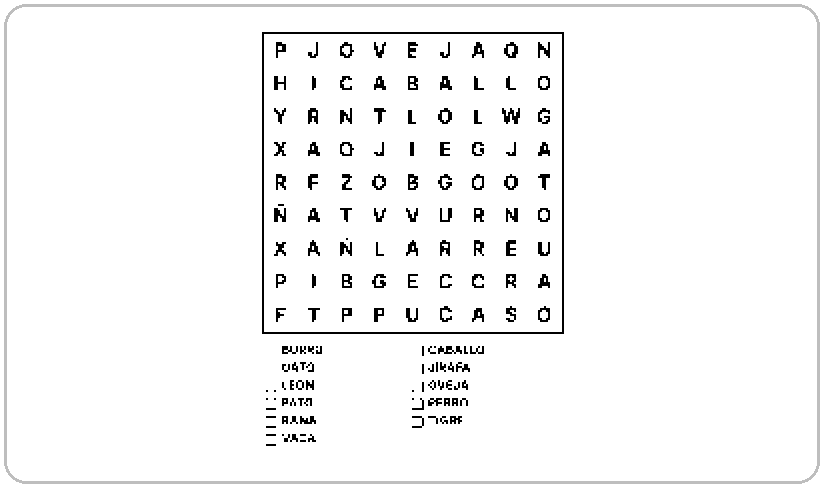 P J O V E J A Q N
H I C A B A L L O
Y R N T L O L W G
X A Q J I E G J A
R F Z O B G O O T
Ñ A T V V U R N O
X A Ñ L A R R E U
P I B G E C C R A
F T P P U C A S O
BURRO CABALLO
GATO JIRAFA
LEON OVEJA
PATO PERRO
RANA TIGRE
VACA